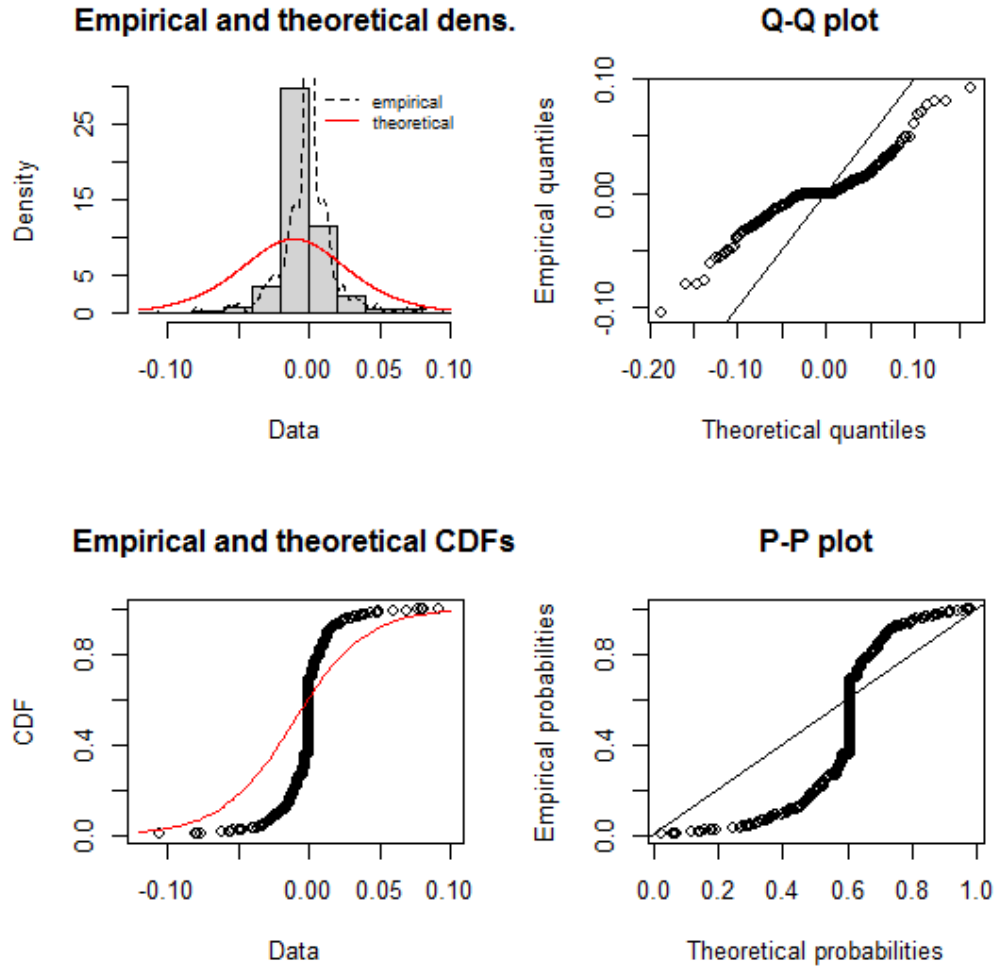 Empirical and theoretical dens.
Density
25
15
5
0
empirical
theoretical
-0.10
0.00
0.05
0.10
Data
Q-Q plot
Empirical quantiles
0.10
0.00
-0.10
-0.20
-0.10
0.00
0.10
Theoretical quantiles
Empirical and theoretical CDFs
CDF
0.8
0.4
0.0
-0.10
0.00
0.05
0.10
Data
P-P plot
Empirical probabilities
0.8
0.4
0.0
0.0
0.2
0.4
0.6
0.8
1.0
Theoretical probabilities